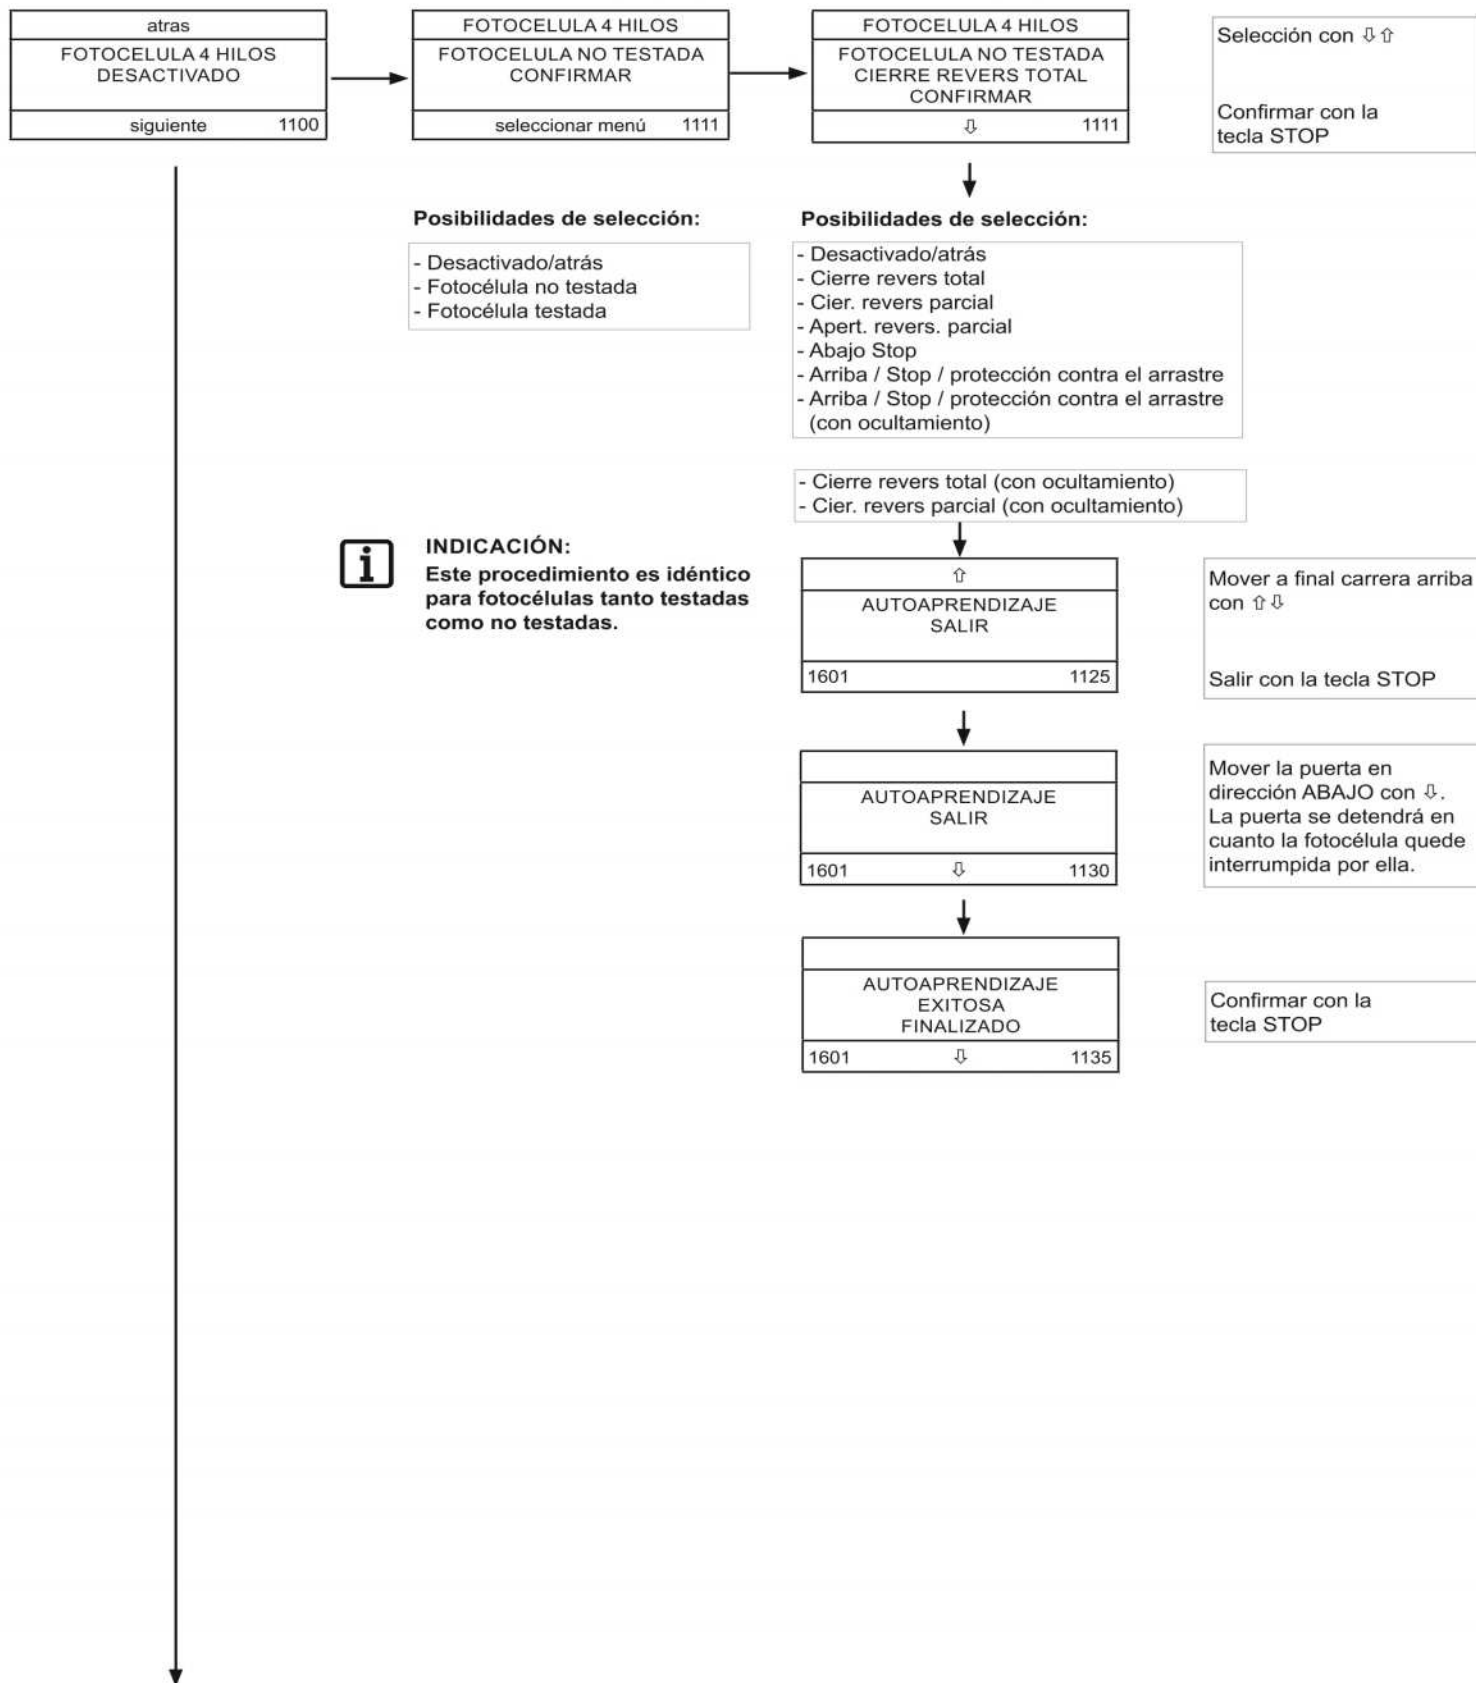 atras
FOTOCELULA 4 HILOS
DESACTIVADO
siguiente 1100
FOTOCELULA 4 HILOS
FOTOCELULA NO TESTADA
CONFIRMAR
seleccionar menú 1111
FOTOCELULA 4 HILOS
FOTOCELULA NO TESTADA
CIERRE REVERS TOTAL
CONFIRMAR
⇩ 1111
Selección con ⇩⇧
Confirmar con la
tecla STOP
Posibilidades de selección:
- Desactivado/atrás
- Fotocélula no testada
- Fotocélula testada
Posibilidades de selección:
- Desactivado/atrás
- Cierre revers total
- Cier. revers parcial
- Apert. revers. parcial
- Abajo Stop
- Arriba / Stop / protección contra el arrastre
- Arriba / Stop / protección contra el arrastre
(con ocultamiento)
- Cierre revers total (con ocultamiento)
- Cier. revers parcial (con ocultamiento)
i
INDICACIÓN:
Este procedimiento es idéntico
para fotocélulas tanto testadas
como no testadas.
⇧
AUTOAPRENDIZAJE
SALIR
1601 1125
Mover a final carrera arriba
con ⇧⇩
Salir con la tecla STOP
AUTOAPRENDIZAJE
SALIR
1601 ⇩ 1130
Mover la puerta en
dirección ABAJO con ⇩.
La puerta se detendrá en
cuanto la fotocélula quede
interrumpida por ella.
AUTOAPRENDIZAJE
EXITOSA
FINALIZADO
1601 ⇩ 1135
Confirmar con la
tecla STOP